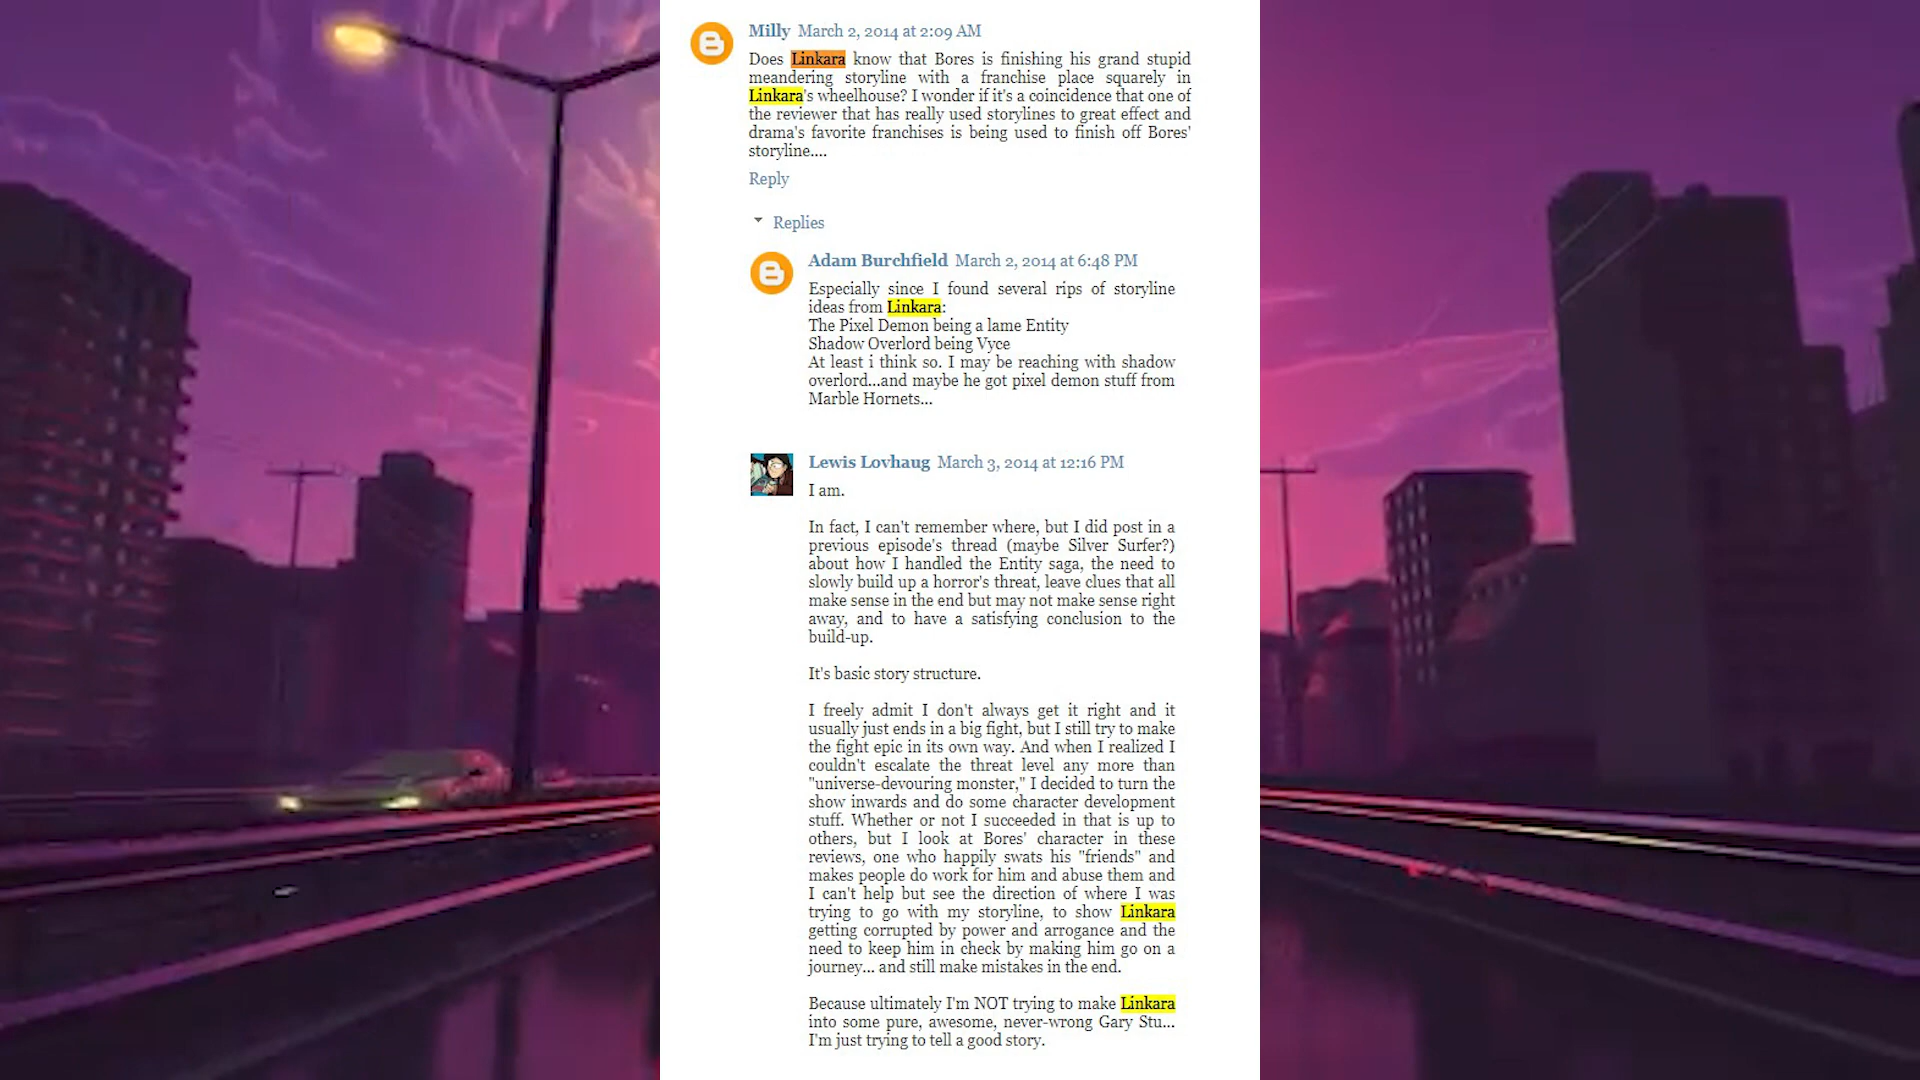 Milly March 2, 2014 at 2:09 AM
Does Linkara know that Bores is finishing his grand stupid
meandering storyline with a franchise place squarely in
Linkara's wheelhouse? I wonder if it's a coincidence that one of
the reviewer that has really used storylines to great effect and
drama's favorite franchises is being used to finish off Bores'
storyline....
Reply
Replies
Adam Burchfield March 2, 2014 at 6:48 PM
Especially since I found several rips of storyline
ideas from Linkara:
The Pixel Demon being a lame Entity
Shadow Overlord being Vyce
At least i think so. I may be reaching with shadow
overlord...and maybe he got pixel demon stuff from
Marble Hornets...
Lewis Lovhaug March 3, 2014 at 12:16 PM
I am.
In fact, I can't remember where, but I did post in a
previous episode's thread (maybe Silver Surfer?)
about how I handled the Entity saga, the need to
slowly build up a horror's threat, leave clues that all
make sense in the end but may not make sense right
away, and to have a satisfying conclusion to the
build-up.
It's basic story structure.
I freely admit I don't always get it right and it
usually just ends in a big fight, but I still try to make
the fight epic in its own way. And when I realized I
couldn't escalate the threat level any more than
"universe-devouring monster," I decided to turn the
show inwards and do some character development
stuff. Whether or not I succeeded in that is up to
others, but I look at Bores' character in these
reviews, one who happily swats his "friends" and
makes people do work for him and abuse them and
I can't help but see the direction of where I was
trying to go with my storyline, to show Linkara
getting corrupted by power and arrogance and the
need to keep him in check by making him go on a
journey... and still make mistakes in the end.
Because ultimately I'm NOT trying to make Linkara
into some pure, awesome, never-wrong Gary Stu...
I'm just trying to tell a good story.